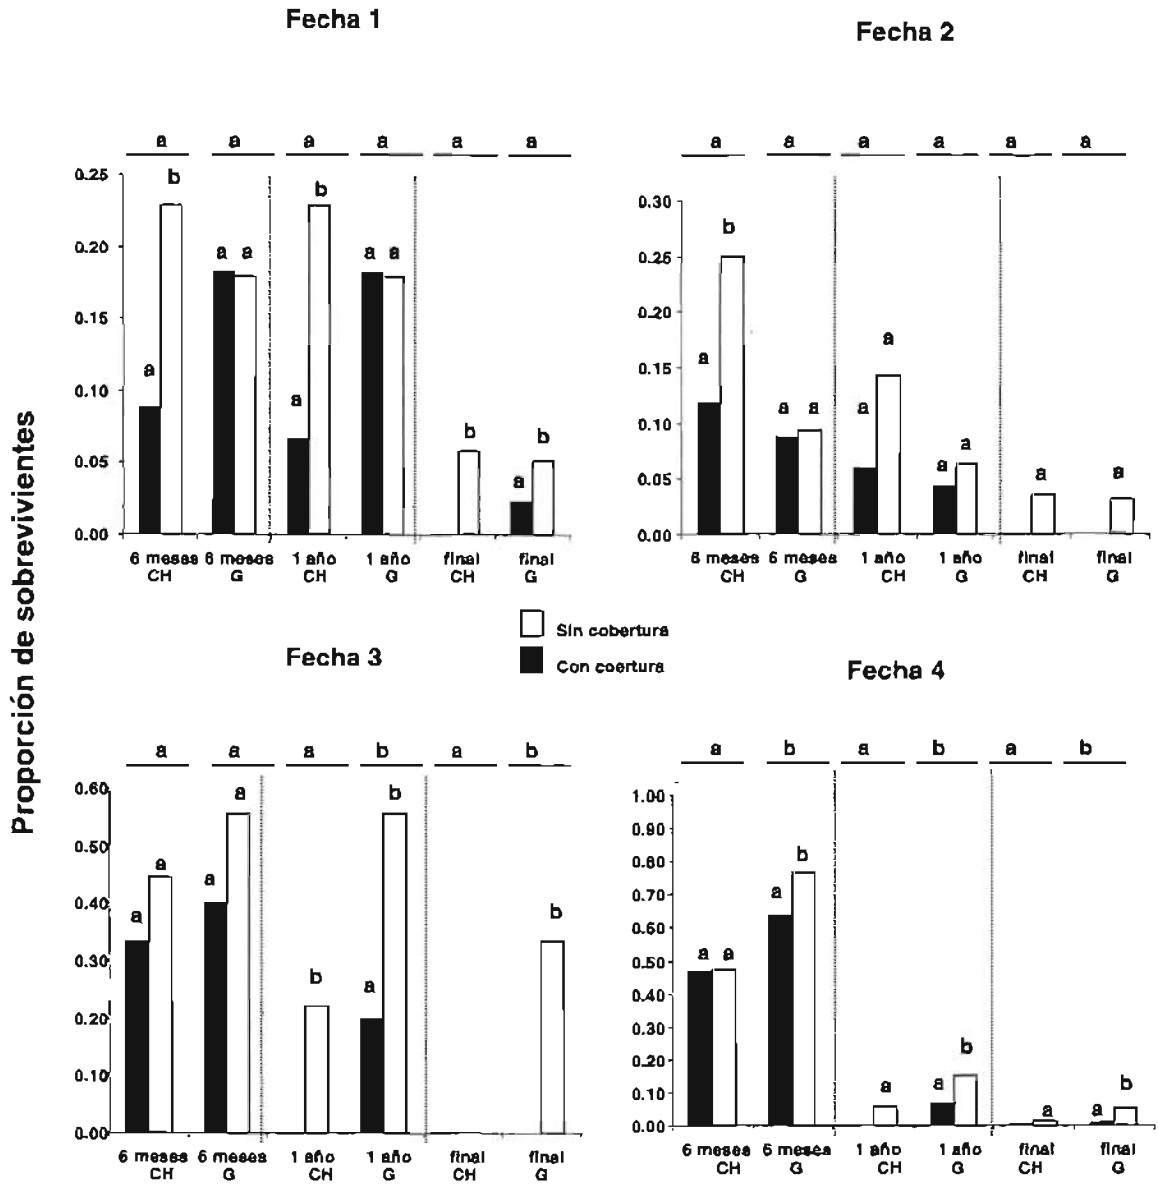 Fecha 1
Fecha 2
a a a a a a
a a a a a a
0.25
0.20
0.15
0.10
0.05
0.00
a b a a a b a a b a b
6 meses CH
6 meses G
1 año CH
1 año G
final CH
final G
0.30
0.25
0.20
0.15
0.10
0.05
0.00
a b a a a a a a a a
6 meses CH
6 meses G
1 año CH
1 año G
final CH
final G
Proporción de sobrevivientes
Sin cobertura
Con coertura
Fecha 3
Fecha 4
a a a b a b
a b a b a b
0.60
0.50
0.40
0.30
0.20
0.10
0.00
a a a a b a b b
6 meses CH
6 meses G
1 año CH
1 año G
final CH
final G
1.00
0.90
0.80
0.70
0.60
0.50
0.40
0.30
0.20
0.10
0.00
a a a b a a b a a b
6 meses CH
6 meses G
1 año CH
1 año G
final CH
final G